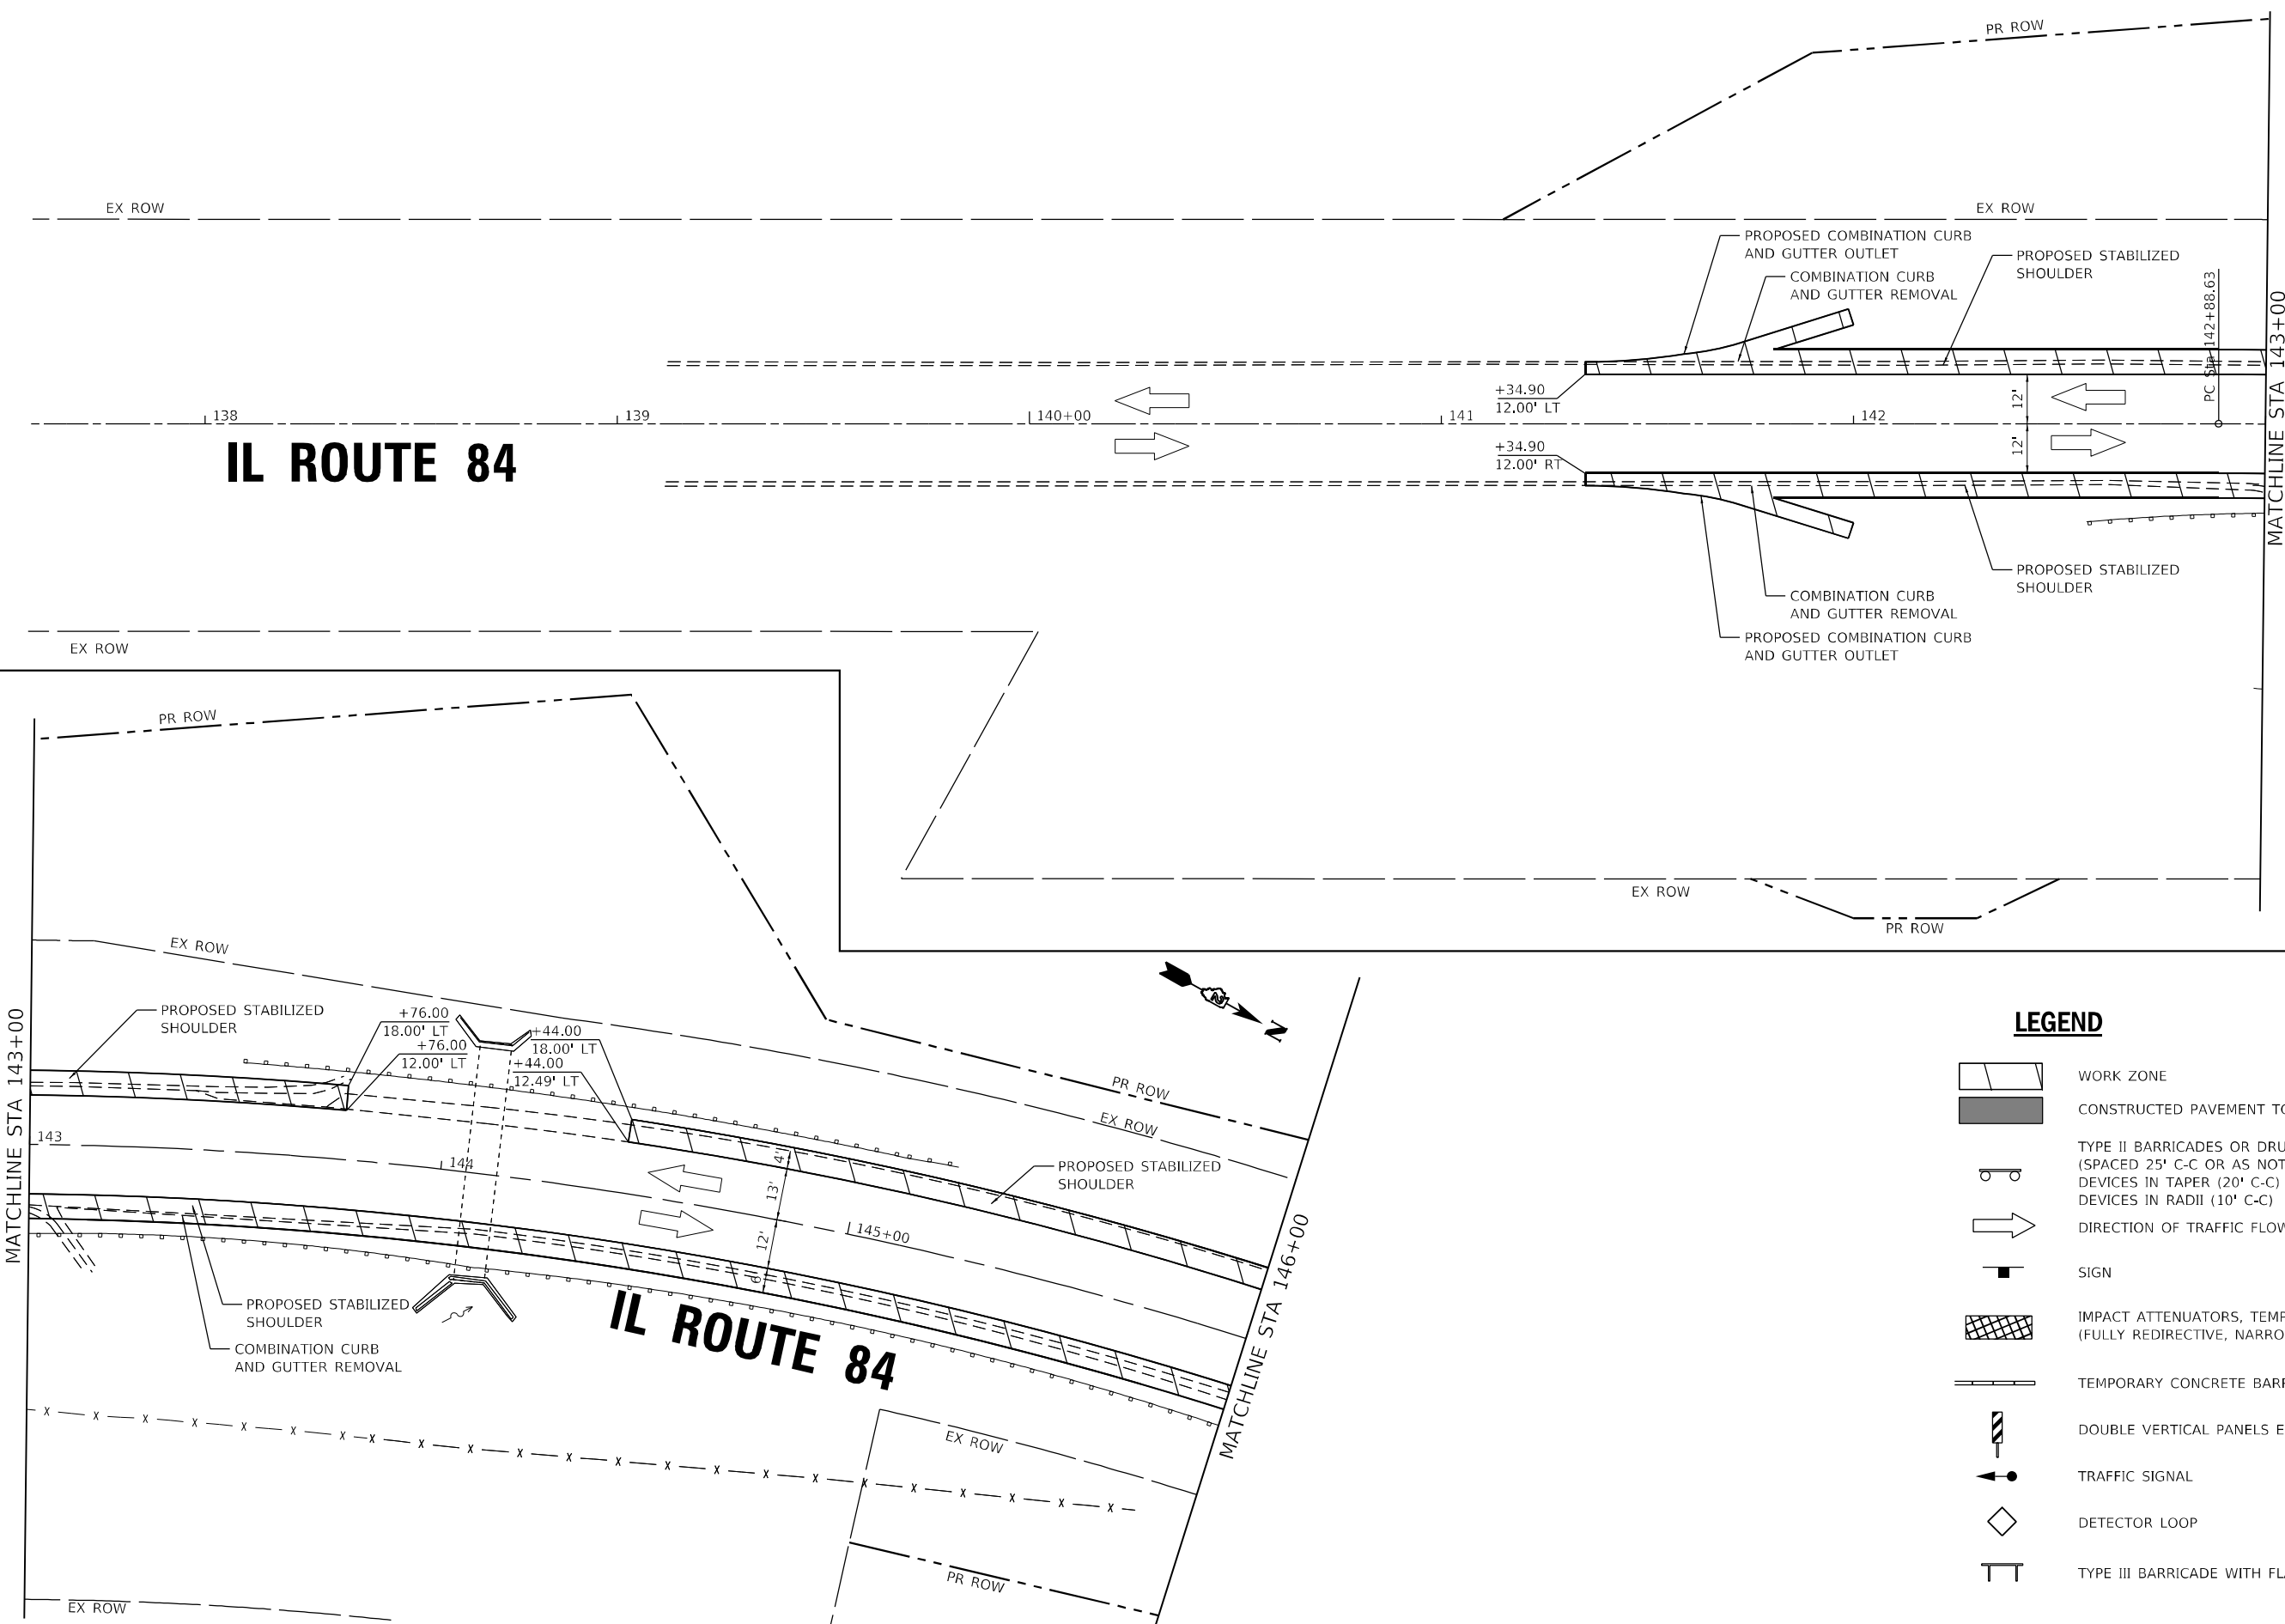 PR ROW
EX ROW
EX ROW
PROPOSED COMBINATION CURB
AND GUTTER OUTLET
COMBINATION CURB
AND GUTTER REMOVAL
PROPOSED STABILIZED
SHOULDER
PC Sta 142+88.63
MATCHLINE STA 143+00
+34.90
12.00' LT
12'
138
139
140+00
141
142
IL ROUTE 84
+34.90
12.00' RT
12'
PROPOSED STABILIZED
SHOULDER
COMBINATION CURB
AND GUTTER REMOVAL
PROPOSED COMBINATION CURB
AND GUTTER OUTLET
EX ROW
EX ROW
PR ROW
PR ROW
EX ROW
MATCHLINE STA 143+00
PROPOSED STABILIZED
SHOULDER
+76.00
18.00' LT
+76.00
12.00' LT
+44.00
18.00' LT
+44.00
12.49' LT
PR ROW
EX ROW
143
144
145+00
4'
13'
12'
6'
PROPOSED STABILIZED
SHOULDER
PROPOSED STABILIZED
SHOULDER
COMBINATION CURB
AND GUTTER REMOVAL
IL ROUTE 84
MATCHLINE STA 146+00
EX ROW
PR ROW
EX ROW
N
LEGEND
WORK ZONE
CONSTRUCTED PAVEMENT TO
TYPE II BARRICADES OR DRU
(SPACED 25' C-C OR AS NOT
DEVICES IN TAPER (20' C-C)
DEVICES IN RADII (10' C-C)
DIRECTION OF TRAFFIC FLOW
SIGN
IMPACT ATTENUATORS, TEMP
(FULLY REDIRECTIVE, NARRO
TEMPORARY CONCRETE BARR
DOUBLE VERTICAL PANELS E
TRAFFIC SIGNAL
DETECTOR LOOP
TYPE III BARRICADE WITH FLA